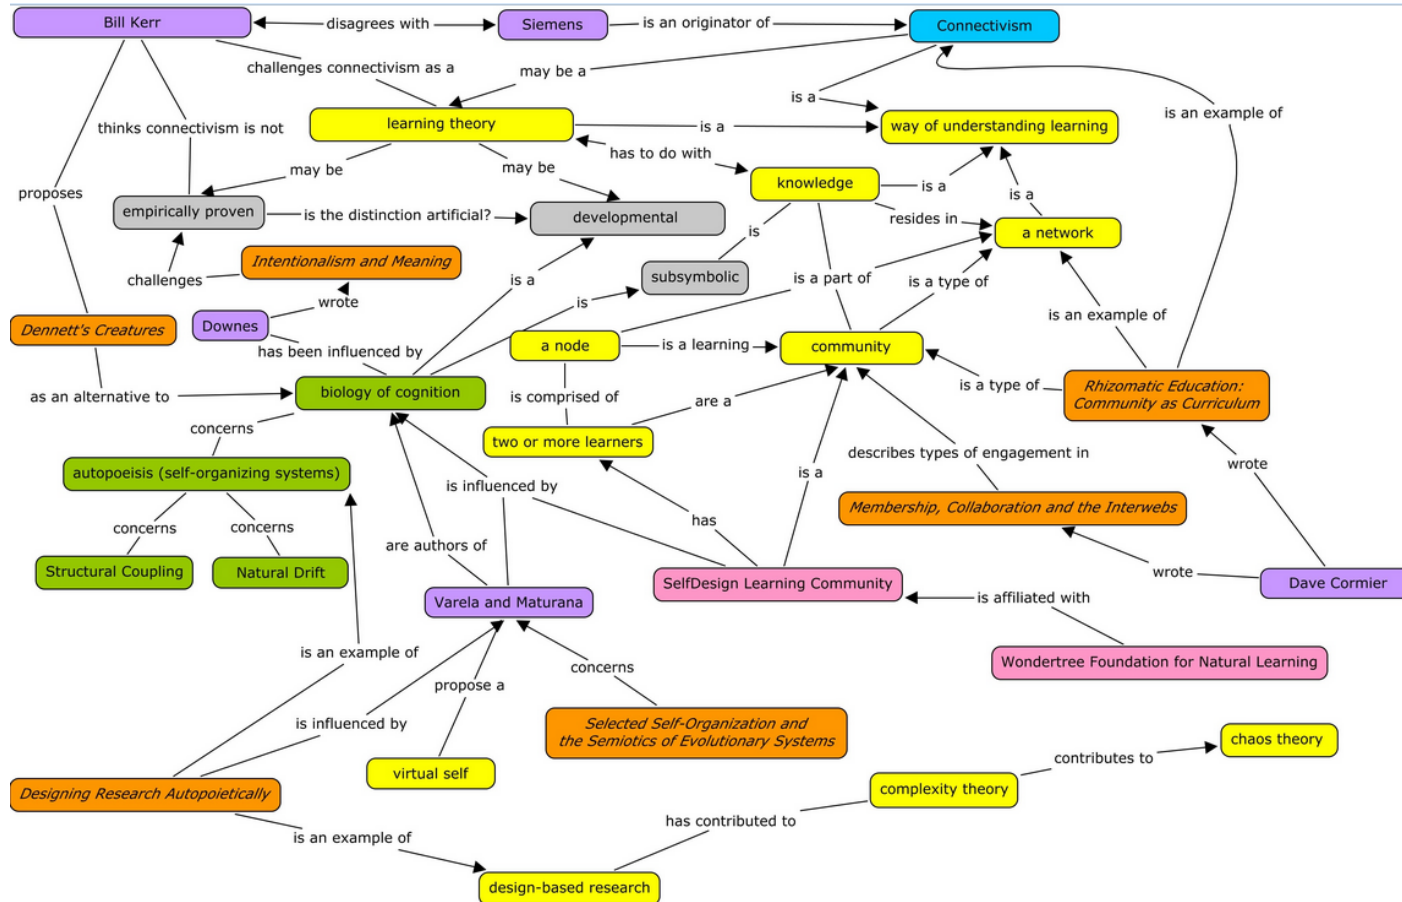 Bill Kerr
disagrees with
Siemens
is an originator of
Connectivism
challenges connectivism as a
may be a
is a
is an example of
learning theory
is a
way of understanding learning
thinks connectivism is not
has to do with
may be
may be
knowledge
is a
is a
proposes
empirically proven
is the distinction artificial?
developmental
resides in
a network
is
Intentionalism and Meaning
challenges
is a
subsymbolic
is a part of
is a type of
wrote
is
Dennett's Creatures
Downes
is an example of
has been influenced by
a node
is a learning
community
as an alternative to
biology of cognition
is comprised of
are a
is a type of
Rhizomatic Education:
Community as Curriculum
concerns
two or more learners
describes types of engagement in
wrote
autopoeisis (self-organizing systems)
is influenced by
is a
Membership, Collaboration and the Interwebs
concerns
concerns
has
are authors of
Structural Coupling
Natural Drift
SelfDesign Learning Community
wrote
Dave Cormier
Varela and Maturana
is affiliated with
is an example of
concerns
Wondertree Foundation for Natural Learning
propose a
is influenced by
Selected Self-Organization and
the Semiotics of Evolutionary Systems
chaos theory
contributes to
virtual self
Designing Research Autopoietically
complexity theory
has contributed to
is an example of
design-based research